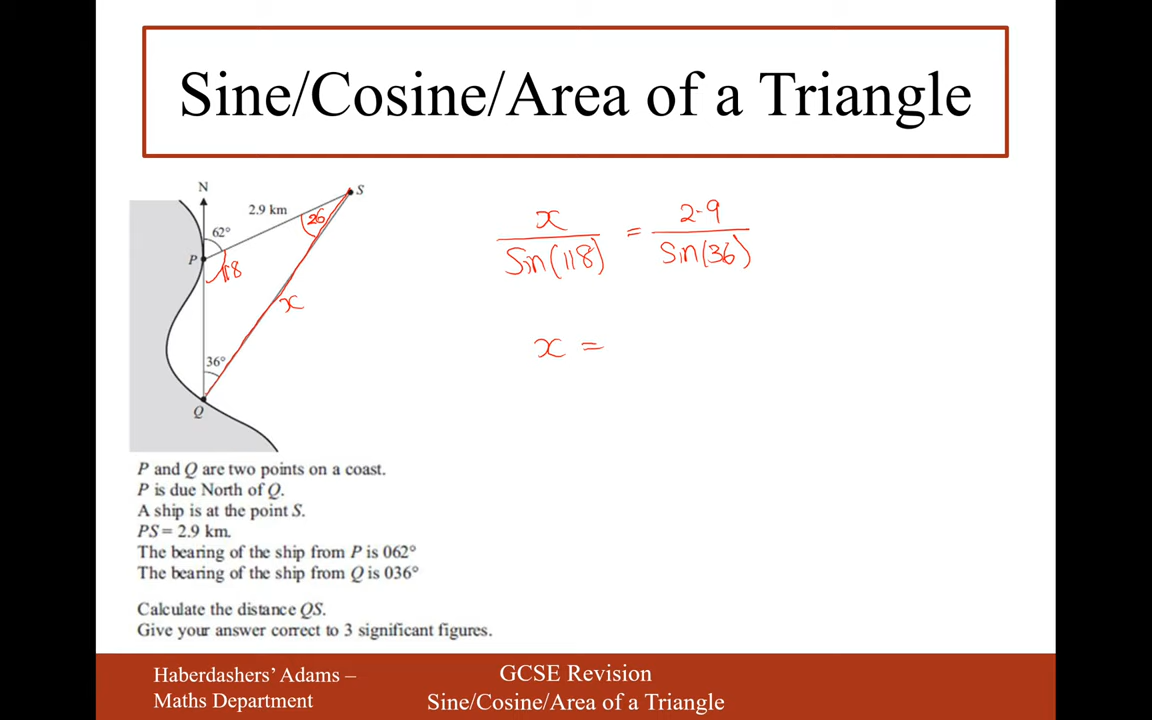 Sine/Cosine/Area of a Triangle
N
S
2.9 km
26
62°
P
118
x
36°
Q
x
Sin(118)
=
2.9
Sin(36)
x =
P and Q are two points on a coast.
P is due North of Q.
A ship is at the point S.
PS = 2.9 km.
The bearing of the ship from P is 062°
The bearing of the ship from Q is 036°
Calculate the distance QS.
Give your answer correct to 3 significant figures.
Haberdashers' Adams –
Maths Department
GCSE Revision
Sine/Cosine/Area of a Triangle